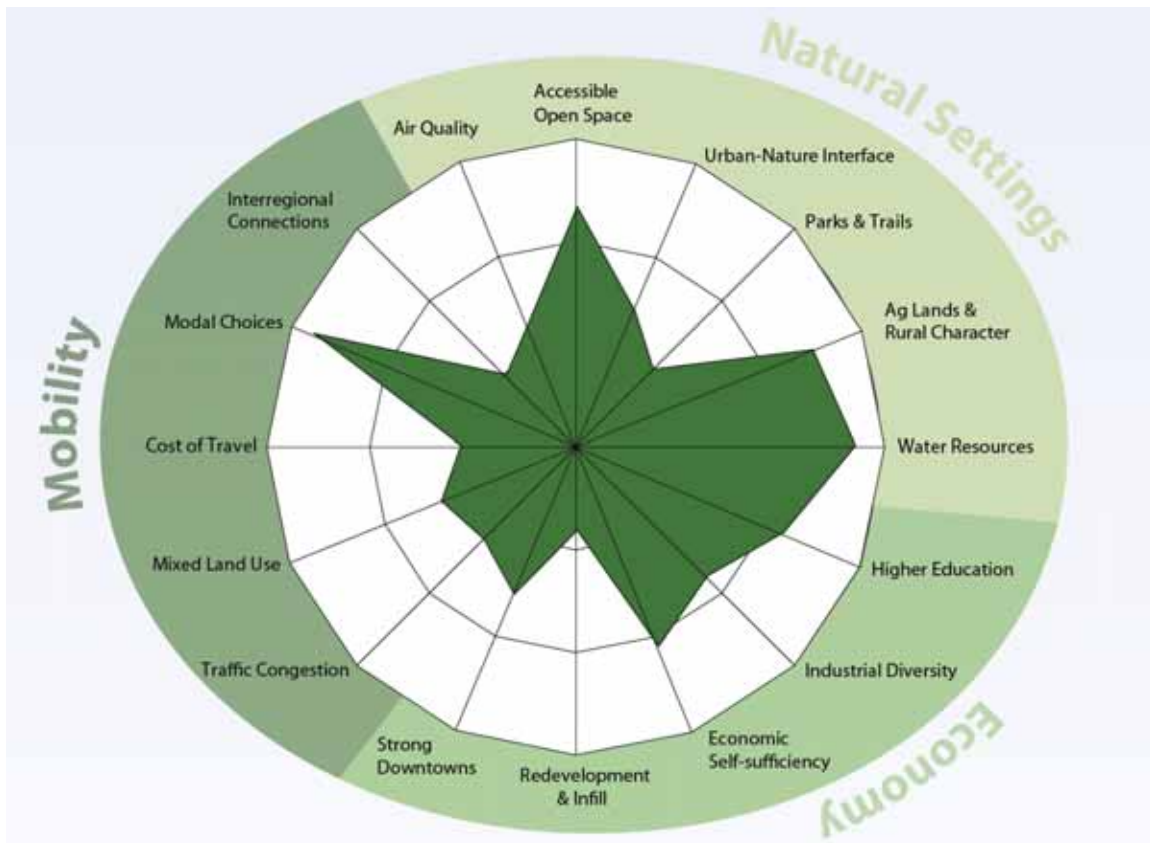 Natural Settings
Accessible
Open Space
Air Quality
Urban-Nature Interface
Interregional
Connections
Parks & Trails
Modal Choices
Ag Lands &
Rural Character
Mobility
Cost of Travel
Water Resources
Mixed Land Use
Higher Education
Traffic Congestion
Industrial Diversity
Strong
Downtowns
Redevelopment
& Infill
Economic
Self-sufficiency
Economy